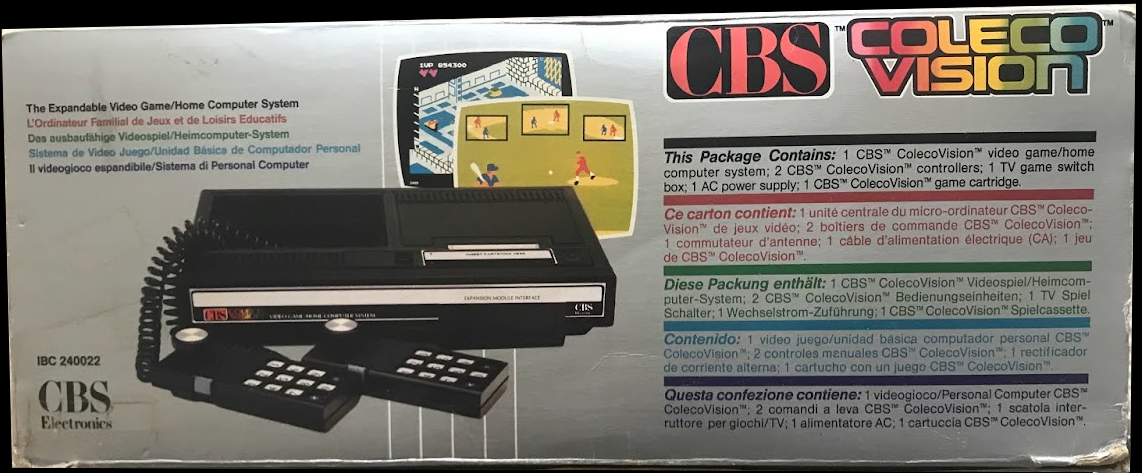 The Expandable Video Game/Home Computer System
L'Ordinateur Familial de Jeux et de Loisirs Educatifs
Das ausbaufähige Videospiel/Heimcomputer-System
Sistema de Video Juego/Unidad Básica de Computador Personal
Il videogioco espandibile/Sistema di Personal Computer
1UP 854300
CBS™ COLECO™
VISION
This Package Contains: 1 CBS™ ColecoVision™ video game/home
computer system; 2 CBS™ ColecoVision™ controllers; 1 TV game switch
box; 1 AC power supply; 1 CBS™ ColecoVision™ game cartridge.
Ce carton contient: 1 unité centrale du micro-ordinateur CBS™ Coleco-
Vision™ de jeux vidéo; 2 boîtiers de commande CBS™ ColecoVision™;
1 commutateur d'antenne; 1 câble d'alimentation électrique (CA); 1 jeu
de CBS™ ColecoVision™.
Diese Packung enthält: 1 CBS™ ColecoVision™ Videospiel/Heimcom-
puter-System; 2 CBS™ ColecoVision™ Bedienungseinheiten; 1 TV Spiel
Schalter; 1 Wechselstrom-Zuführung; 1 CBS™ ColecoVision™ Spielcassette.
Contenido: 1 video juego/unidad básica computador personal CBS™
ColecoVision™; 2 controles manuales CBS™ ColecoVision™; 1 rectificador
de corriente alterna; 1 cartucho con un juego CBS™ ColecoVision™.
Questa confezione contiene: 1 videogioco/Personal Computer CBS™
ColecoVision™; 2 comandi a leva CBS™ ColecoVision™; 1 scatola inter-
ruttore per giochi/TV; 1 alimentatore AC; 1 cartuccia CBS™ ColecoVision™.
INSERT CARTRIDGE HERE
EXPANSION MODULE INTERFACE
CBS
CBS
VIDEO GAME/HOME COMPUTER SYSTEM
IBC 240022
CBS
Electronics